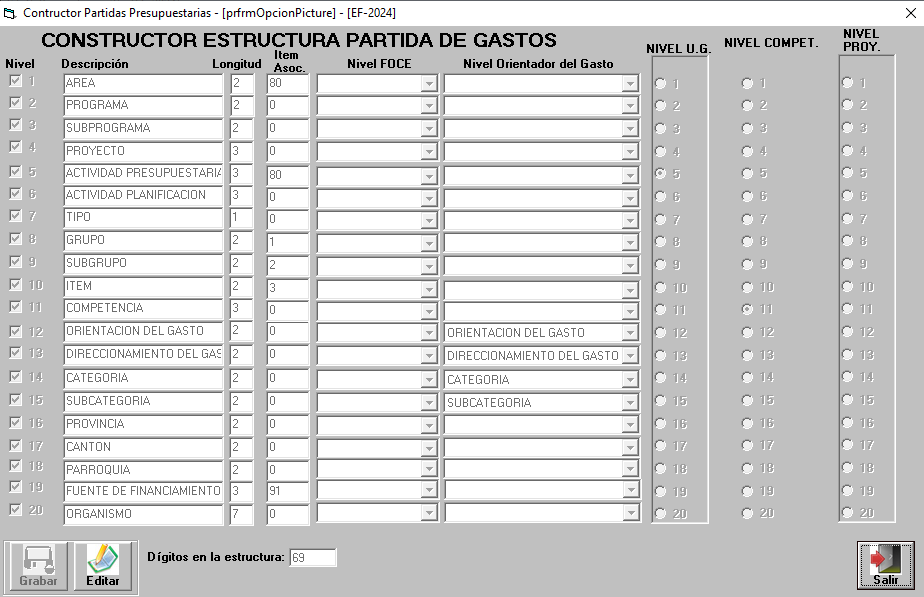 Contructor Partidas Presupuestarias - [prfrmOpcionPicture] - [EF-2024]
CONSTRUCTOR ESTRUCTURA PARTIDA DE GASTOS
Nivel Descripción Longitud Item Asoc. Nivel FOCE Nivel Orientador del Gasto NIVEL U.G. NIVEL COMPET. NIVEL PROY.
1 AREA 2 80 1 1 1
2 PROGRAMA 2 0 2 2 2
3 SUBPROGRAMA 2 0 3 3 3
4 PROYECTO 3 0 4 4 4
5 ACTIVIDAD PRESUPUESTARIA 3 80 5 5 5
6 ACTIVIDAD PLANIFICACION 3 0 6 6 6
7 TIPO 1 0 7 7 7
8 GRUPO 2 1 8 8 8
9 SUBGRUPO 2 2 9 9 9
10 ITEM 2 3 10 10 10
11 COMPETENCIA 3 0 11 11 11
12 ORIENTACION DEL GASTO 2 0 ORIENTACION DEL GASTO 12 12 12
13 DIRECCIONAMIENTO DEL GAS 2 0 DIRECCIONAMIENTO DEL GASTO 13 13 13
14 CATEGORIA 2 0 CATEGORIA 14 14 14
15 SUBCATEGORIA 2 0 SUBCATEGORIA 15 15 15
16 PROVINCIA 2 0 16 16 16
17 CANTON 2 0 17 17 17
18 PARROQUIA 2 0 18 18 18
19 FUENTE DE FINANCIAMIENTO 3 91 19 19 19
20 ORGANISMO 7 0 20 20 20
Grabar Editar Dígitos en la estructura: 69 Salir